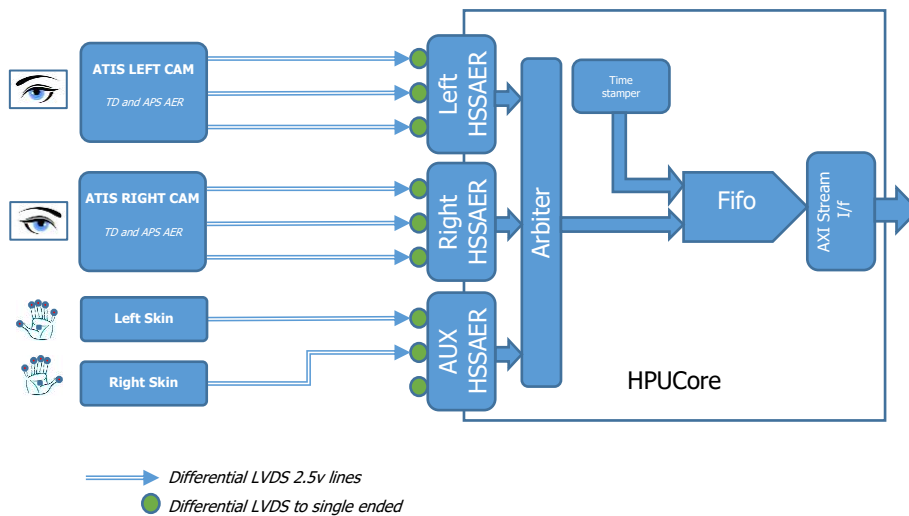 ATIS LEFT CAM
TD and APS AER
ATIS RIGHT CAM
TD and APS AER
Left Skin
Right Skin
Left
HSSAER
Right
HSSAER
AUX
HSSAER
Arbiter
Time
stamper
Fifo
AXI Stream
I/f
HPUCore
Differential LVDS 2.5v lines
Differential LVDS to single ended